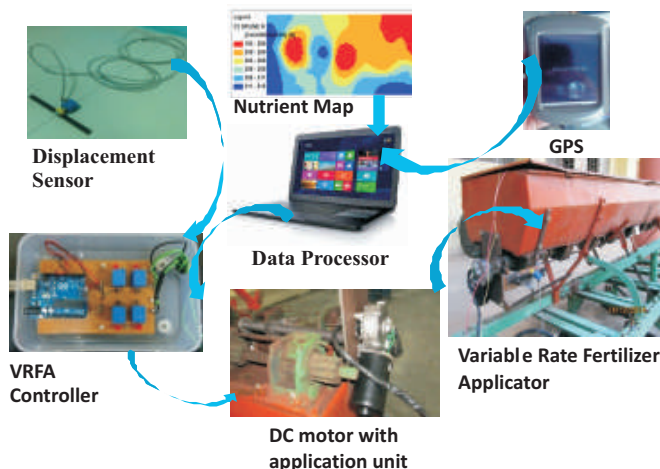 Nutrient Map
GPS
Displacement
Sensor
Data Processor
VRFA
Controller
Variable Rate Fertilizer
Applicator
DC motor with
application unit